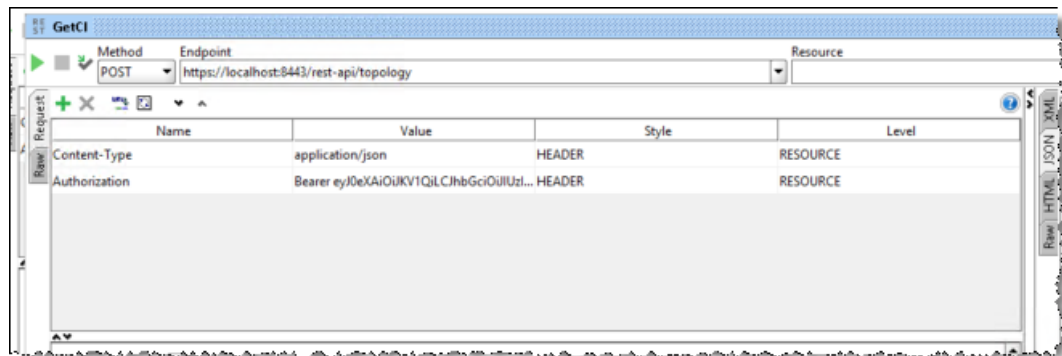 REST GetCI
Method Endpoint Resource
POST https://localhost:8443/rest-api/topology
Request
Raw
Name Value Style Level
Content-Type application/json HEADER RESOURCE
Authorization Bearer eyJ0eXAiOiJKV1QiLCJhbGciOiJIUzI... HEADER RESOURCE
XML
JSON
HTML
Raw